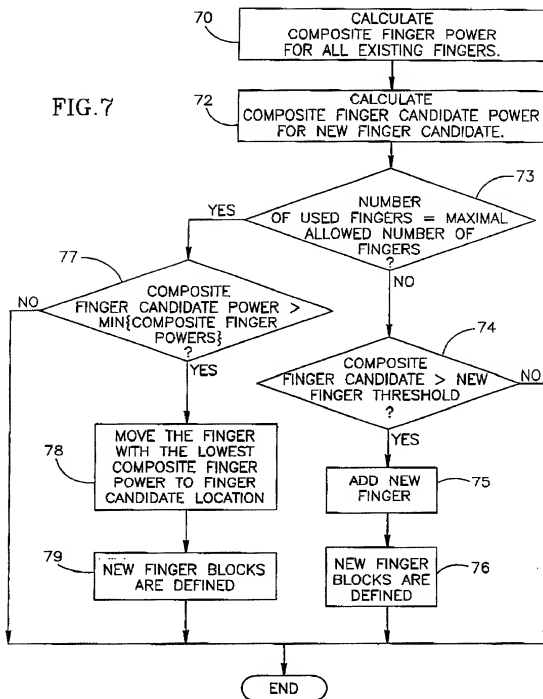 70
CALCULATE
COMPOSITE FINGER POWER
FOR ALL EXISTING FINGERS.
FIG.7
72
CALCULATE
COMPOSITE FINGER CANDIDATE POWER
FOR NEW FINGER CANDIDATE.
73
NUMBER
OF USED FINGERS = MAXIMAL
ALLOWED NUMBER OF
FINGERS
?
YES
NO
77
COMPOSITE
FINGER CANDIDATE POWER >
MIN{COMPOSITE FINGER
POWERS}
?
NO
YES
74
COMPOSITE
FINGER CANDIDATE > NEW
FINGER THRESHOLD
?
NO
YES
78
MOVE THE FINGER
WITH THE LOWEST
COMPOSITE FINGER
POWER TO FINGER
CANDIDATE LOCATION
ADD NEW
FINGER
75
79
NEW FINGER BLOCKS
ARE DEFINED
NEW FINGER
BLOCKS ARE
DEFINED
76
END